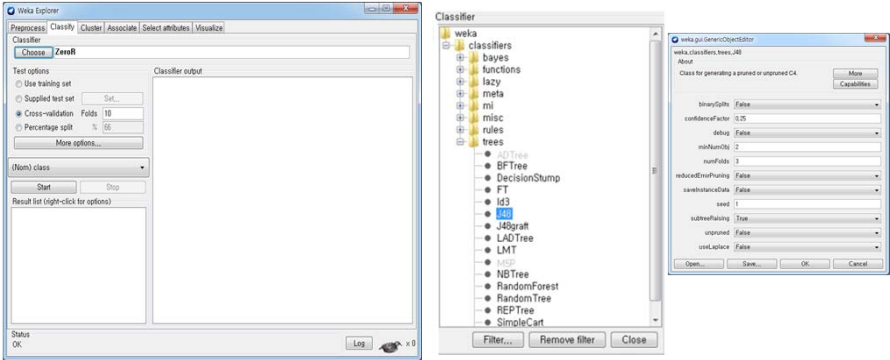 Weka Explorer
Preprocess Classify Cluster Associate Select attributes Visualize
Classifier
Choose ZeroR
Test options
Use training set
Supplied test set Set...
Cross-validation Folds 10
Percentage split % 66
More options...
(Nom) class
Start Stop
Result list (right-click for options)
Classifier output
Status
OK
Log x 0
Classifier
weka
classifiers
bayes
functions
lazy
meta
mi
misc
rules
trees
ADTree
BFTree
DecisionStump
FT
Id3
J48
J48graft
LADTree
LMT
M5P
NBTree
RandomForest
RandomTree
REPTree
SimpleCart
Filter... Remove filter Close
weka.gui.GenericObjectEditor
weka.classifiers.trees.J48
About
Class for generating a pruned or unpruned C4.
More
Capabilities
binarySplits False
confidenceFactor 0.25
debug False
minNumObj 2
numFolds 3
reducedErrorPruning False
saveInstanceData False
seed 1
subtreeRaising True
unpruned False
useLaplace False
Open... Save... OK Cancel